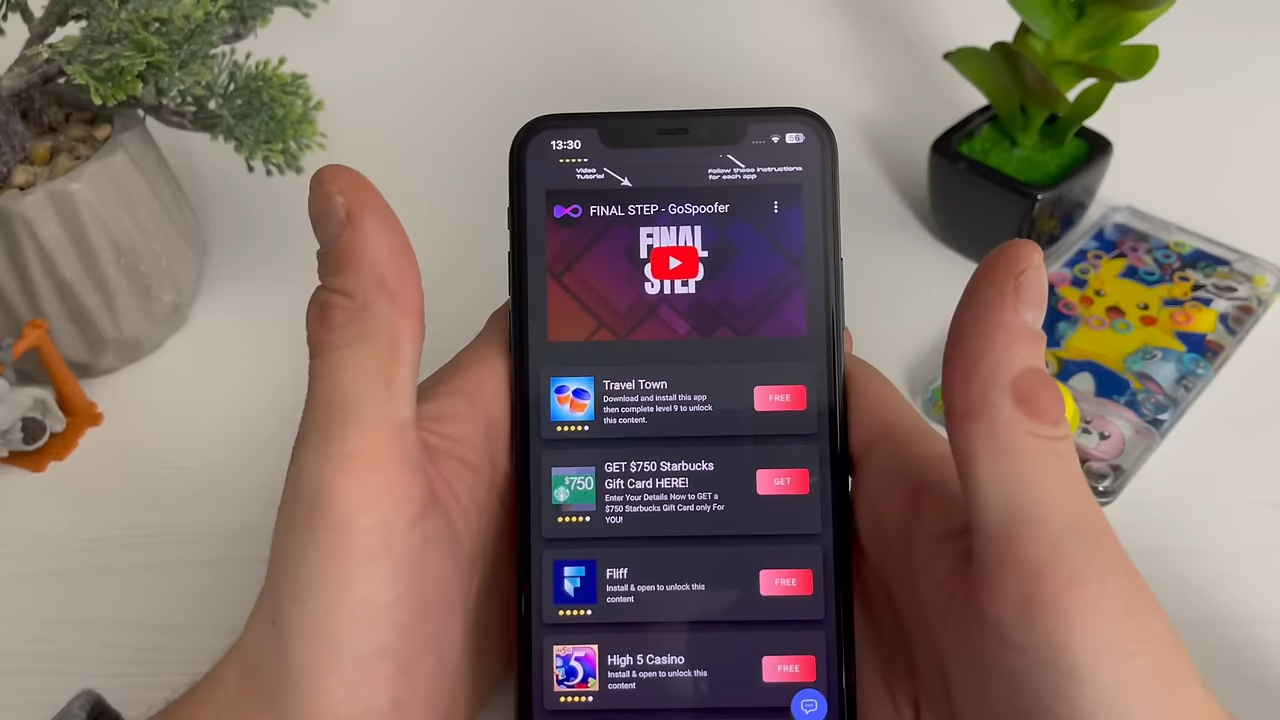 13:30
56
Video
Tutorial
Follow these instructions
for each app
FINAL STEP - GoSpoofer
FINAL
STEP
Travel Town
Download and install this app
then complete level 9 to unlock
this content.
FREE
$750
GET $750 Starbucks
Gift Card HERE!
Enter Your Details Now to GET a
$750 Starbucks Gift Card only For
YOU!
GET
F
Fliff
Install & open to unlock this
content
FREE
5
High 5 Casino
Install & open to unlock this
content
FREE